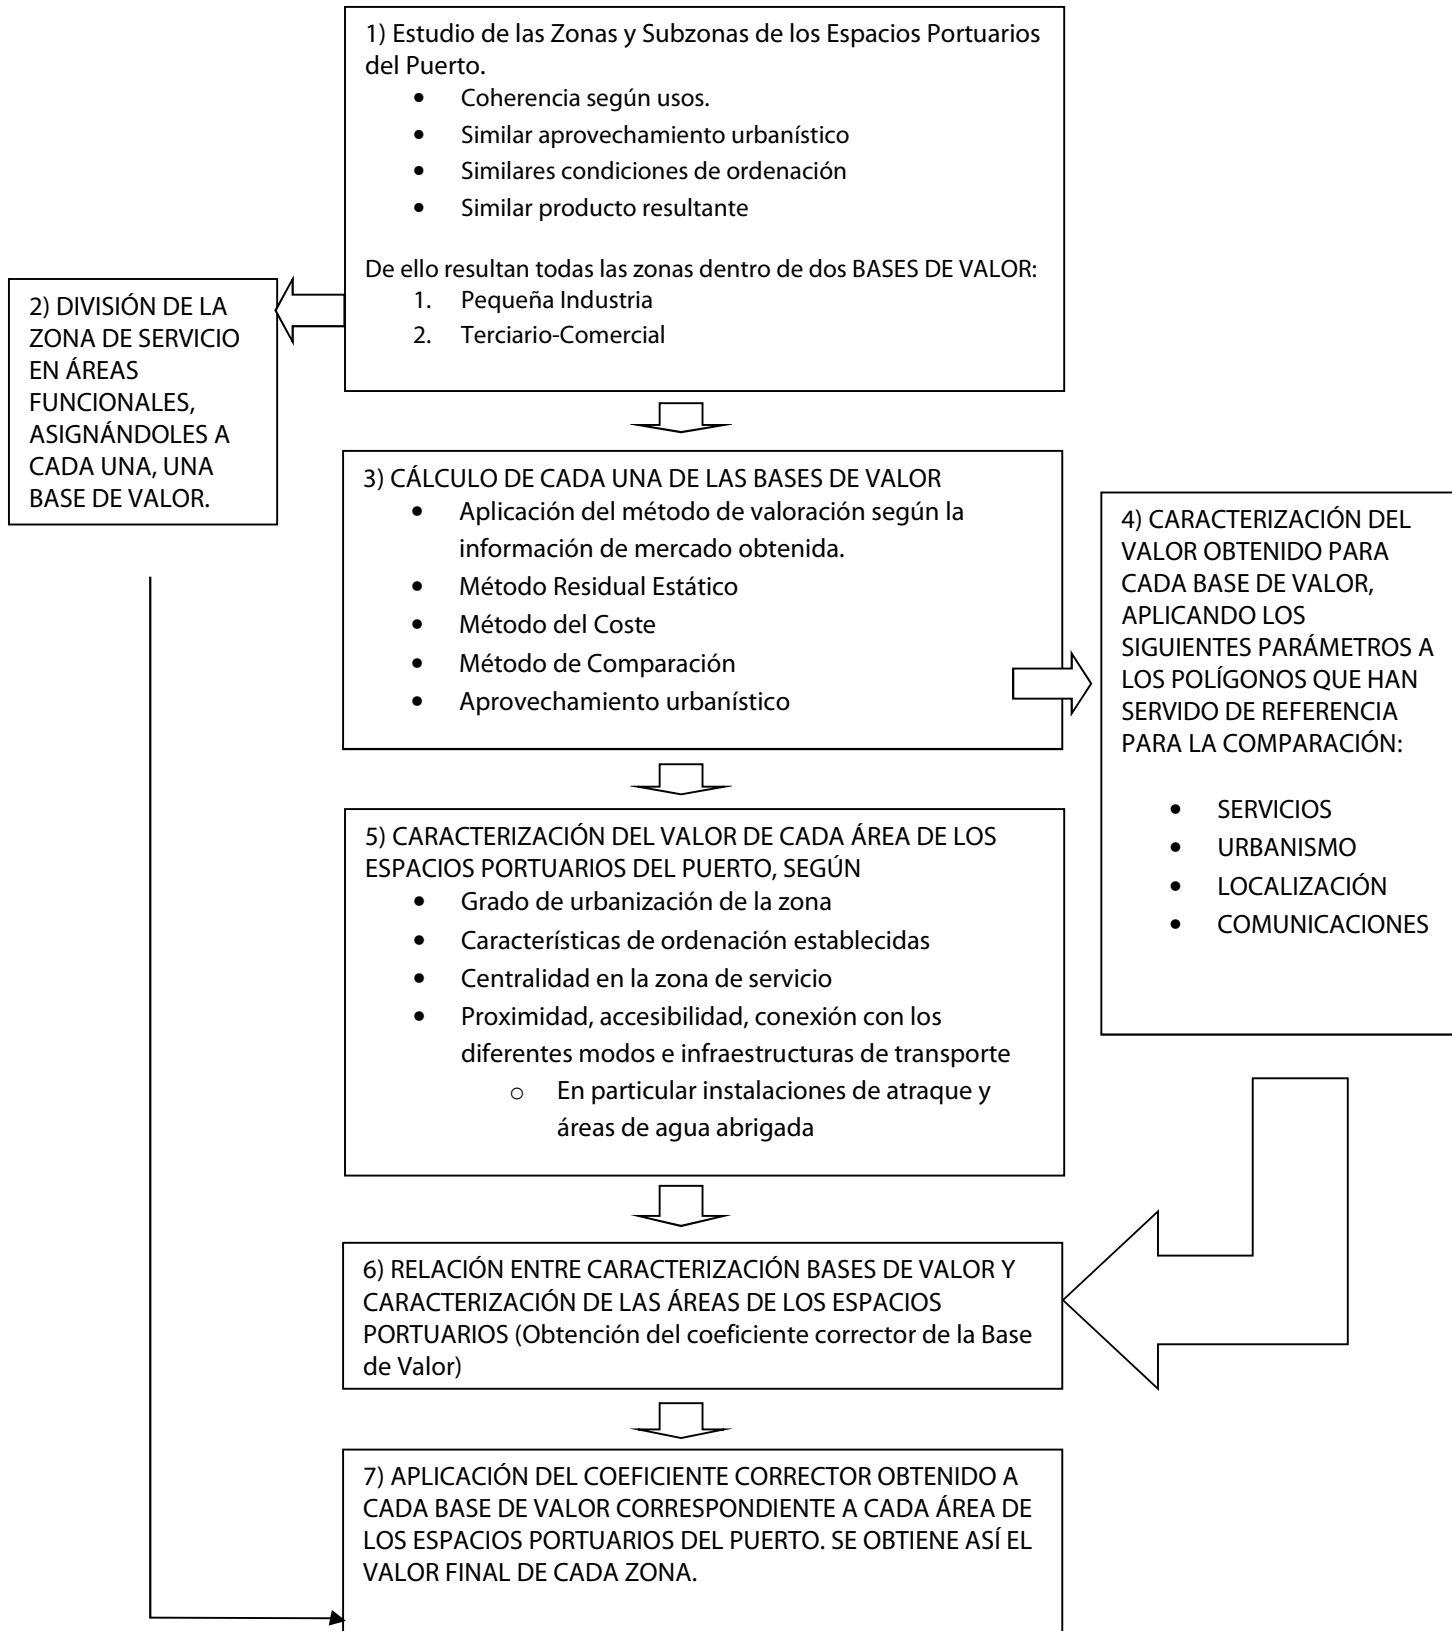 1) Estudio de las Zonas y Subzonas de los Espacios Portuarios
del Puerto.
• Coherencia según usos.
• Similar aprovechamiento urbanístico
• Similares condiciones de ordenación
• Similar producto resultante
De ello resultan todas las zonas dentro de dos BASES DE VALOR:
1. Pequeña Industria
2. Terciario-Comercial
2) DIVISIÓN DE LA
ZONA DE SERVICIO
EN ÁREAS
FUNCIONALES,
ASIGNÁNDOLES A
CADA UNA, UNA
BASE DE VALOR.
3) CÁLCULO DE CADA UNA DE LAS BASES DE VALOR
• Aplicación del método de valoración según la
información de mercado obtenida.
• Método Residual Estático
• Método del Coste
• Método de Comparación
• Aprovechamiento urbanístico
4) CARACTERIZACIÓN DEL
VALOR OBTENIDO PARA
CADA BASE DE VALOR,
APLICANDO LOS
SIGUIENTES PARÁMETROS A
LOS POLÍGONOS QUE HAN
SERVIDO DE REFERENCIA
PARA LA COMPARACIÓN:
• SERVICIOS
• URBANISMO
• LOCALIZACIÓN
• COMUNICACIONES
5) CARACTERIZACIÓN DEL VALOR DE CADA ÁREA DE LOS
ESPACIOS PORTUARIOS DEL PUERTO, SEGÚN
• Grado de urbanización de la zona
• Características de ordenación establecidas
• Centralidad en la zona de servicio
• Proximidad, accesibilidad, conexión con los
diferentes modos e infraestructuras de transporte
o En particular instalaciones de atraque y
áreas de agua abrigada
6) RELACIÓN ENTRE CARACTERIZACIÓN BASES DE VALOR Y
CARACTERIZACIÓN DE LAS ÁREAS DE LOS ESPACIOS
PORTUARIOS (Obtención del coeficiente corrector de la Base
de Valor)
7) APLICACIÓN DEL COEFICIENTE CORRECTOR OBTENIDO A
CADA BASE DE VALOR CORRESPONDIENTE A CADA ÁREA DE
LOS ESPACIOS PORTUARIOS DEL PUERTO. SE OBTIENE ASÍ EL
VALOR FINAL DE CADA ZONA.